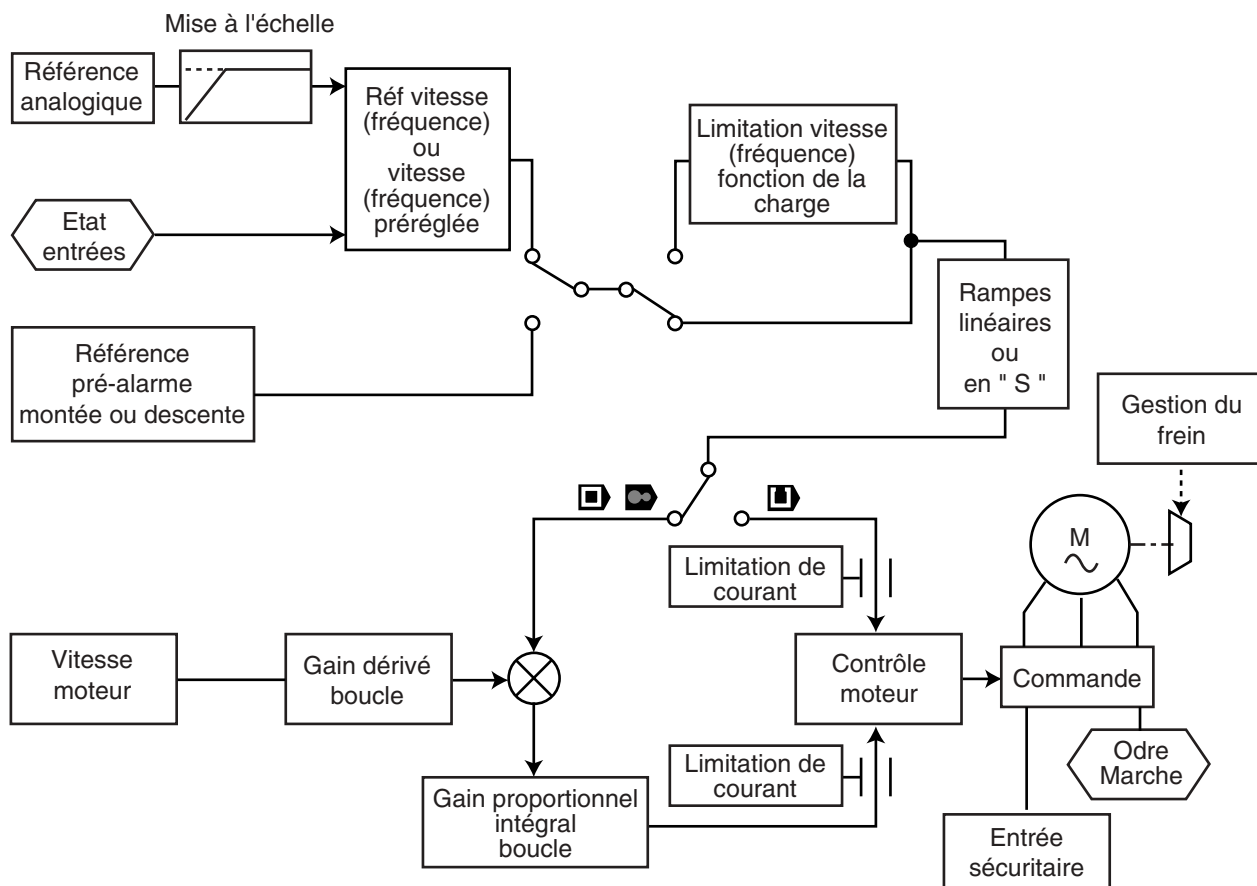 Mise à l'échelle
Référence
analogique
Réf vitesse
(fréquence)
ou
vitesse
(fréquence)
préréglée
Limitation vitesse
(fréquence)
fonction de la
charge
Etat
entrées
Rampes
linéaires
ou
en " S "
Référence
pré-alarme
montée ou descente
Gestion du
frein
M
Limitation de
courant
Vitesse
moteur
Gain dérivé
boucle
Contrôle
moteur
Commande
Limitation de
courant
Odre
Marche
Gain proportionnel
intégral
boucle
Entrée
sécuritaire